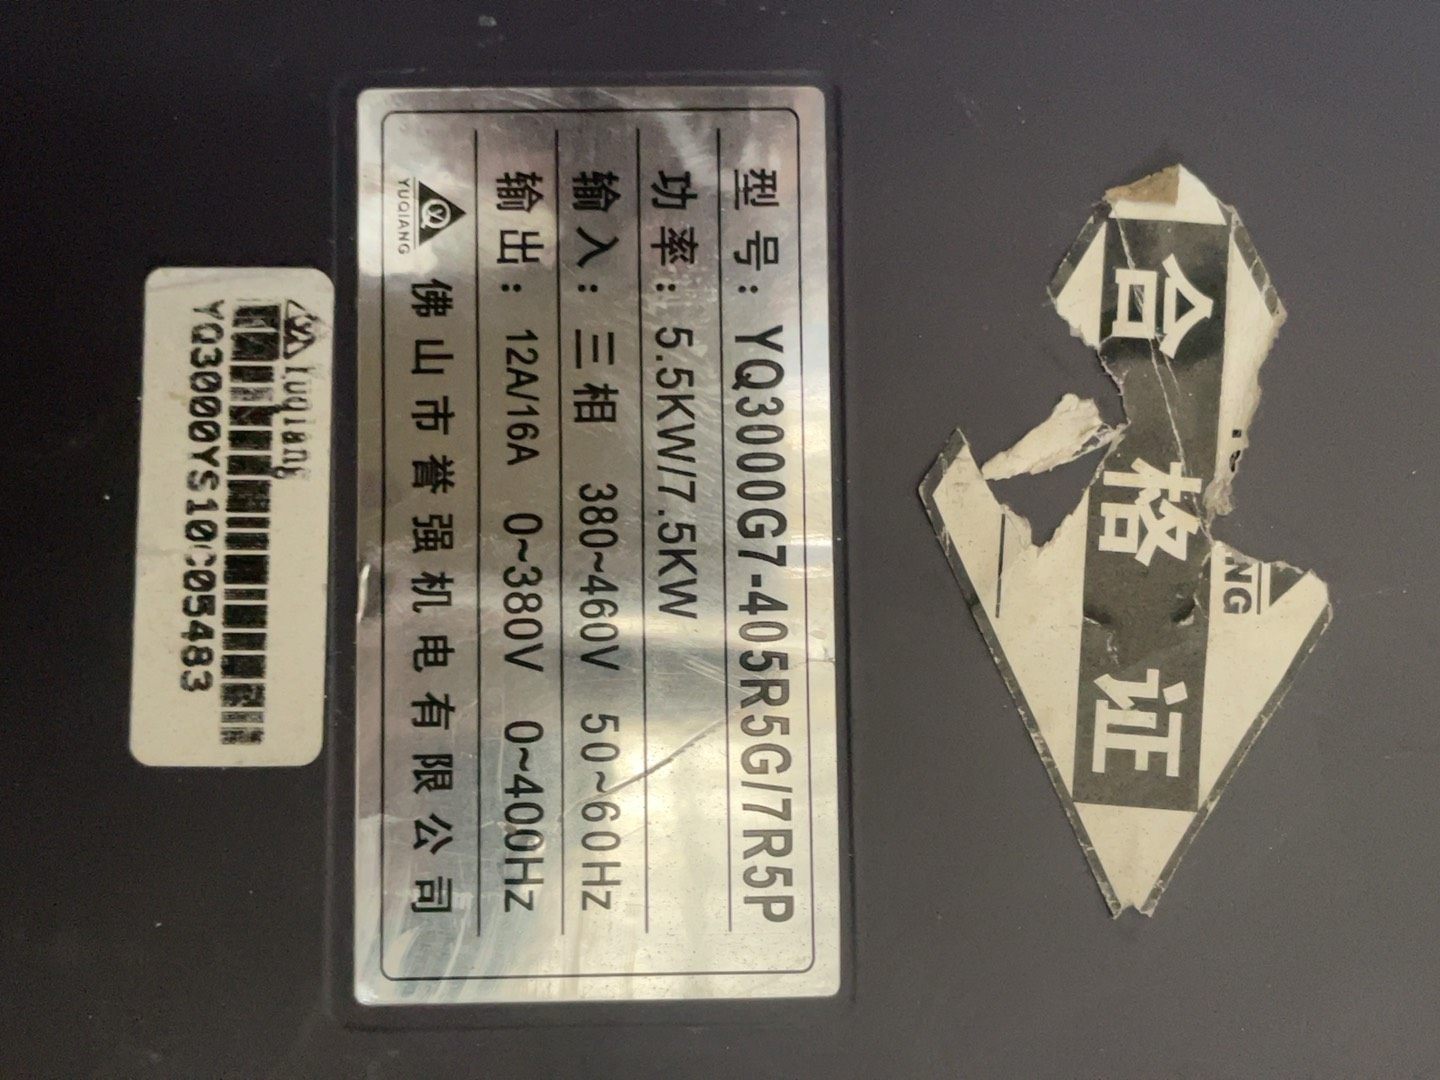 型号：YQ3000G7-405R5G/7R5P
功率：5.5KW/7.5KW
输入：三相 380~460V 50~60Hz
输出：12A/16A 0~380V 0~400Hz
YUQIANG
佛山市誉强机电有限公司
Yuqiang
合格证
NG